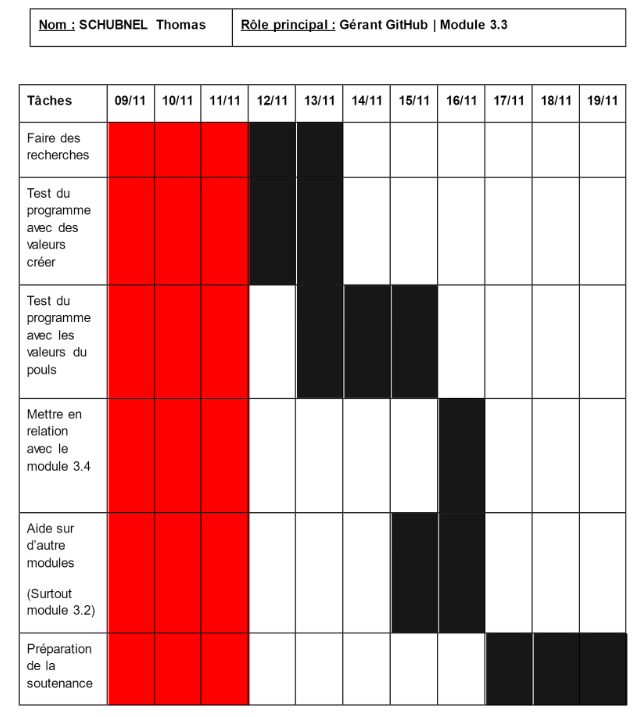 Nom : SCHUBNEL Thomas
Rôle principal : Gérant GitHub | Module 3.3
Tâches 09/11 10/11 11/11 12/11 13/11 14/11 15/11 16/11 17/11 18/11 19/11
Faire des
recherches
Test du
programme
avec des
valeurs
créer
Test du
programme
avec les
valeurs du
pouls
Mettre en
relation
avec le
module 3.4
Aide sur
d'autre
modules
(Surtout
module 3.2)
Préparation
de la
soutenance